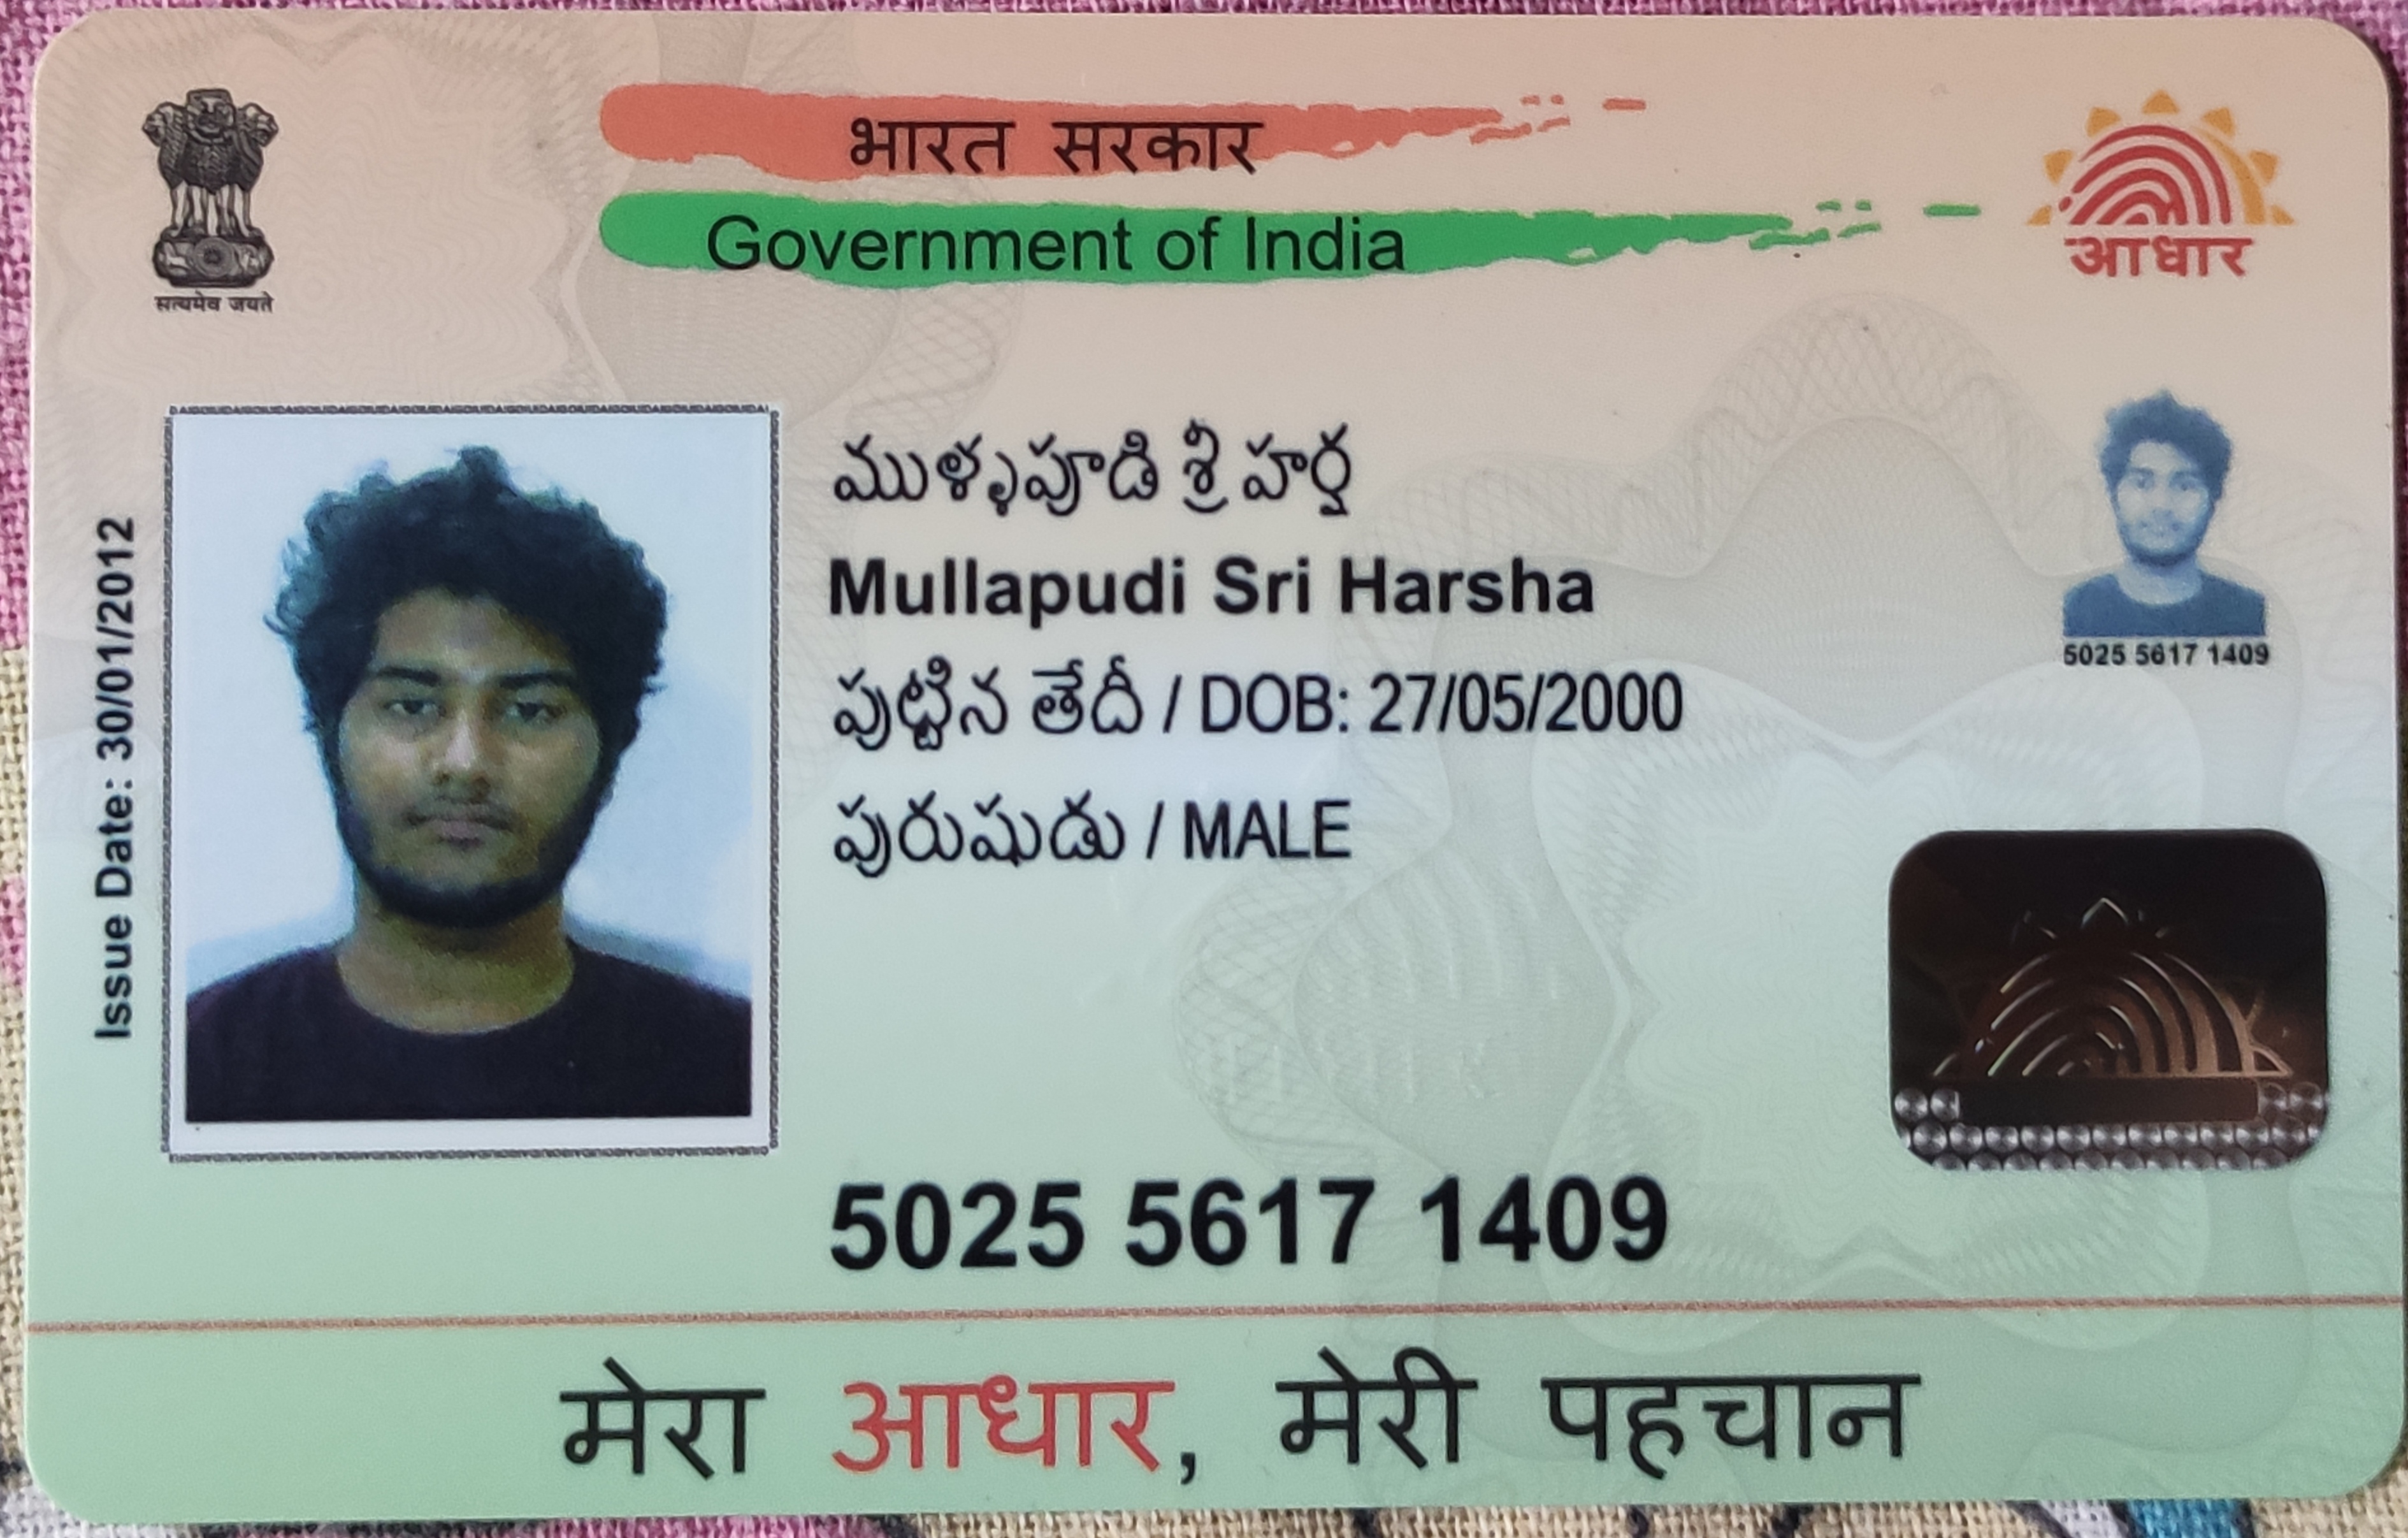 भारत सरकार
Government of India
सत्यमेव जयते
आधार
Issue Date: 30/01/2012
ముళ్ళపూడి శ్రీ హర్ష
Mullapudi Sri Harsha
పుట్టిన తేదీ / DOB: 27/05/2000
పురుషుడు / MALE
5025 5617 1409
5025 5617 1409
मेरा आधार, मेरी पहचान